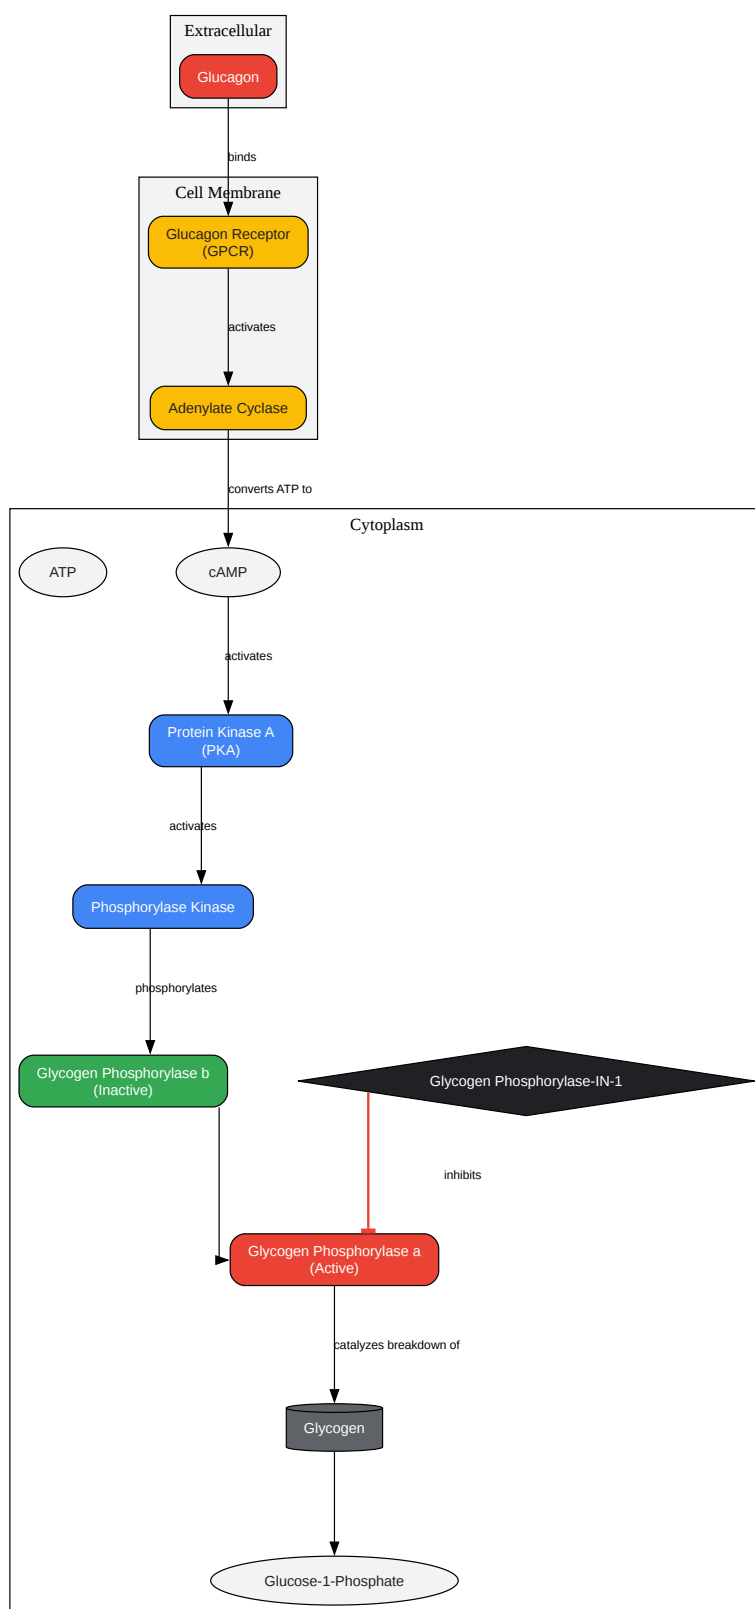 Extracellular
Glucagon
binds
Cell Membrane
Glucagon Receptor
(GPCR)
activates
Adenylate Cyclase
converts ATP to
Cytoplasm
ATP
cAMP
activates
Protein Kinase A
(PKA)
activates
Phosphorylase Kinase
phosphorylates
Glycogen Phosphorylase b
(Inactive)
Glycogen Phosphorylase-IN-1
inhibits
Glycogen Phosphorylase a
(Active)
catalyzes breakdown of
Glycogen
Glucose-1-Phosphate